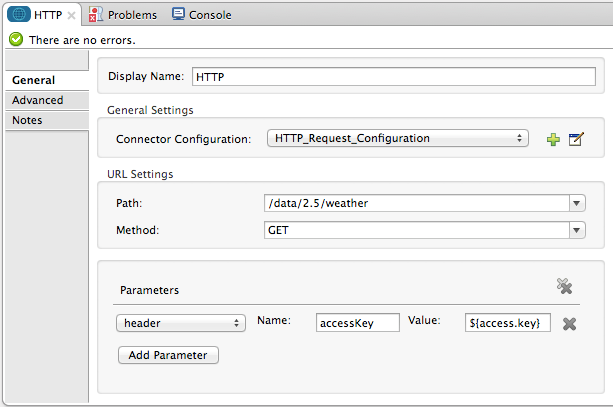 HTTP Problems Console
There are no errors.
General
Advanced
Notes
Display Name: HTTP
General Settings
Connector Configuration: HTTP_Request_Configuration
URL Settings
Path: /data/2.5/weather
Method: GET
Parameters
header Name: accessKey Value: ${access.key}
Add Parameter